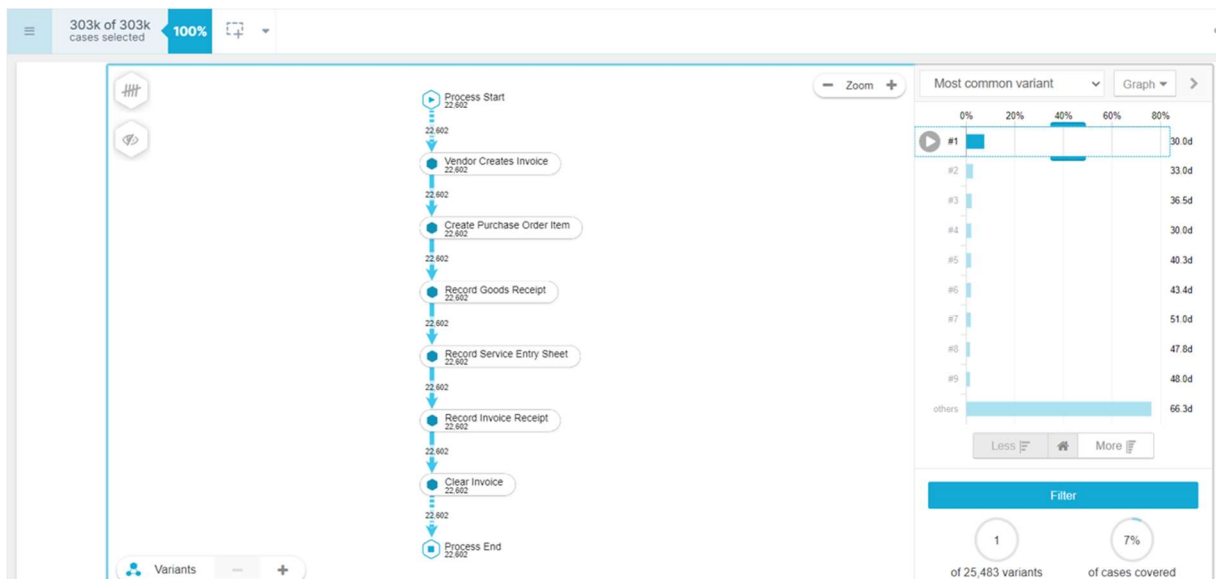 303k of 303k
cases selected
100%
Process Start
22,602
22,602
Vendor Creates Invoice
22,602
22,602
Create Purchase Order Item
22,602
22,602
Record Goods Receipt
22,602
22,602
Record Service Entry Sheet
22,602
22,602
Record Invoice Receipt
22,602
22,602
Clear Invoice
22,602
22,602
Process End
22,602
Variants
Zoom
Most common variant
Graph
0% 20% 40% 60% 80%
#1 30.0d
#2 33.0d
#3 36.5d
#4 30.0d
#5 40.3d
#6 43.4d
#7 51.0d
#8 47.8d
#9 48.0d
others 66.3d
Less
More
Filter
1
of 25,483 variants
7%
of cases covered